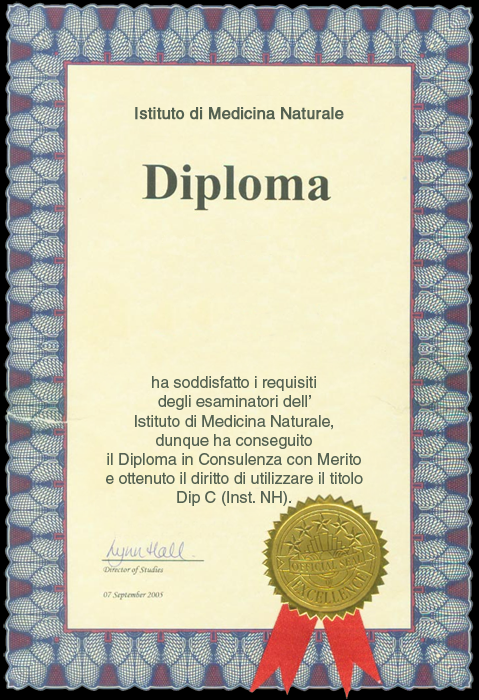 Istituto di Medicina Naturale
Diploma
ha soddisfatto i requisiti
degli esaminatori dell'
Istituto di Medicina Naturale,
dunque ha conseguito
il Diploma in Consulenza con Merito
e ottenuto il diritto di utilizzare il titolo
Dip C (Inst. NH).
Lynn Hall
Director of Studies
07 September 2005
OFFICIAL SEAL
EXCELLENCE